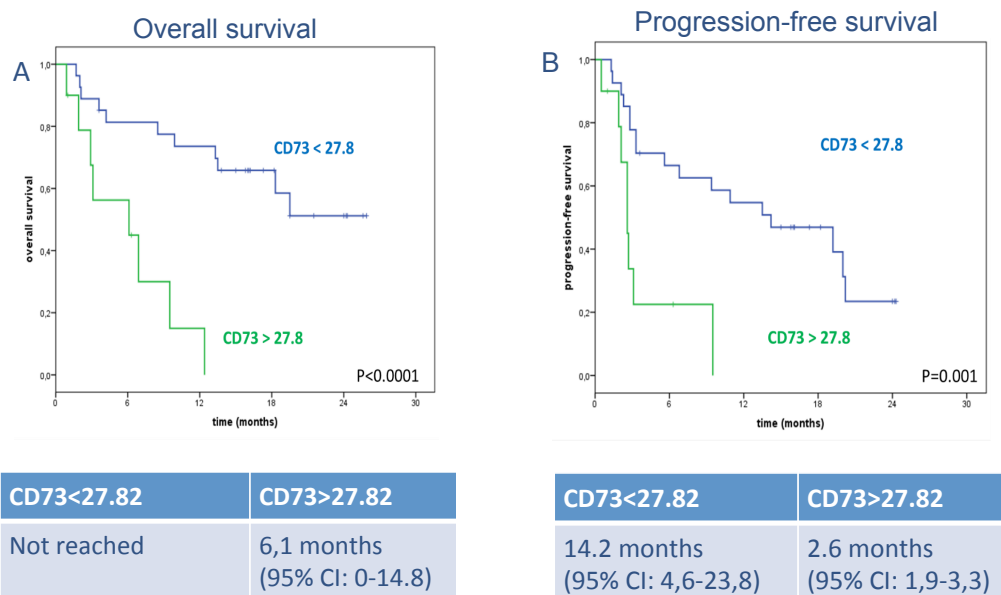 Overall survival
Progression-free survival
A
B
1,0
0,8
0,6
0,4
0,2
0,0
overall survival
CD73 < 27.8
CD73 > 27.8
P<0.0001
0
6
12
18
24
30
time (months)
1,0
0,8
0,6
0,4
0,2
0,0
progression-free survival
CD73 < 27.8
CD73 > 27.8
P=0.001
0
6
12
18
24
30
time (months)
CD73<27.82
CD73>27.82
Not reached
6,1 months
(95% CI: 0-14.8)
CD73<27.82
CD73>27.82
14.2 months
(95% CI: 4,6-23,8)
2.6 months
(95% CI: 1,9-3,3)